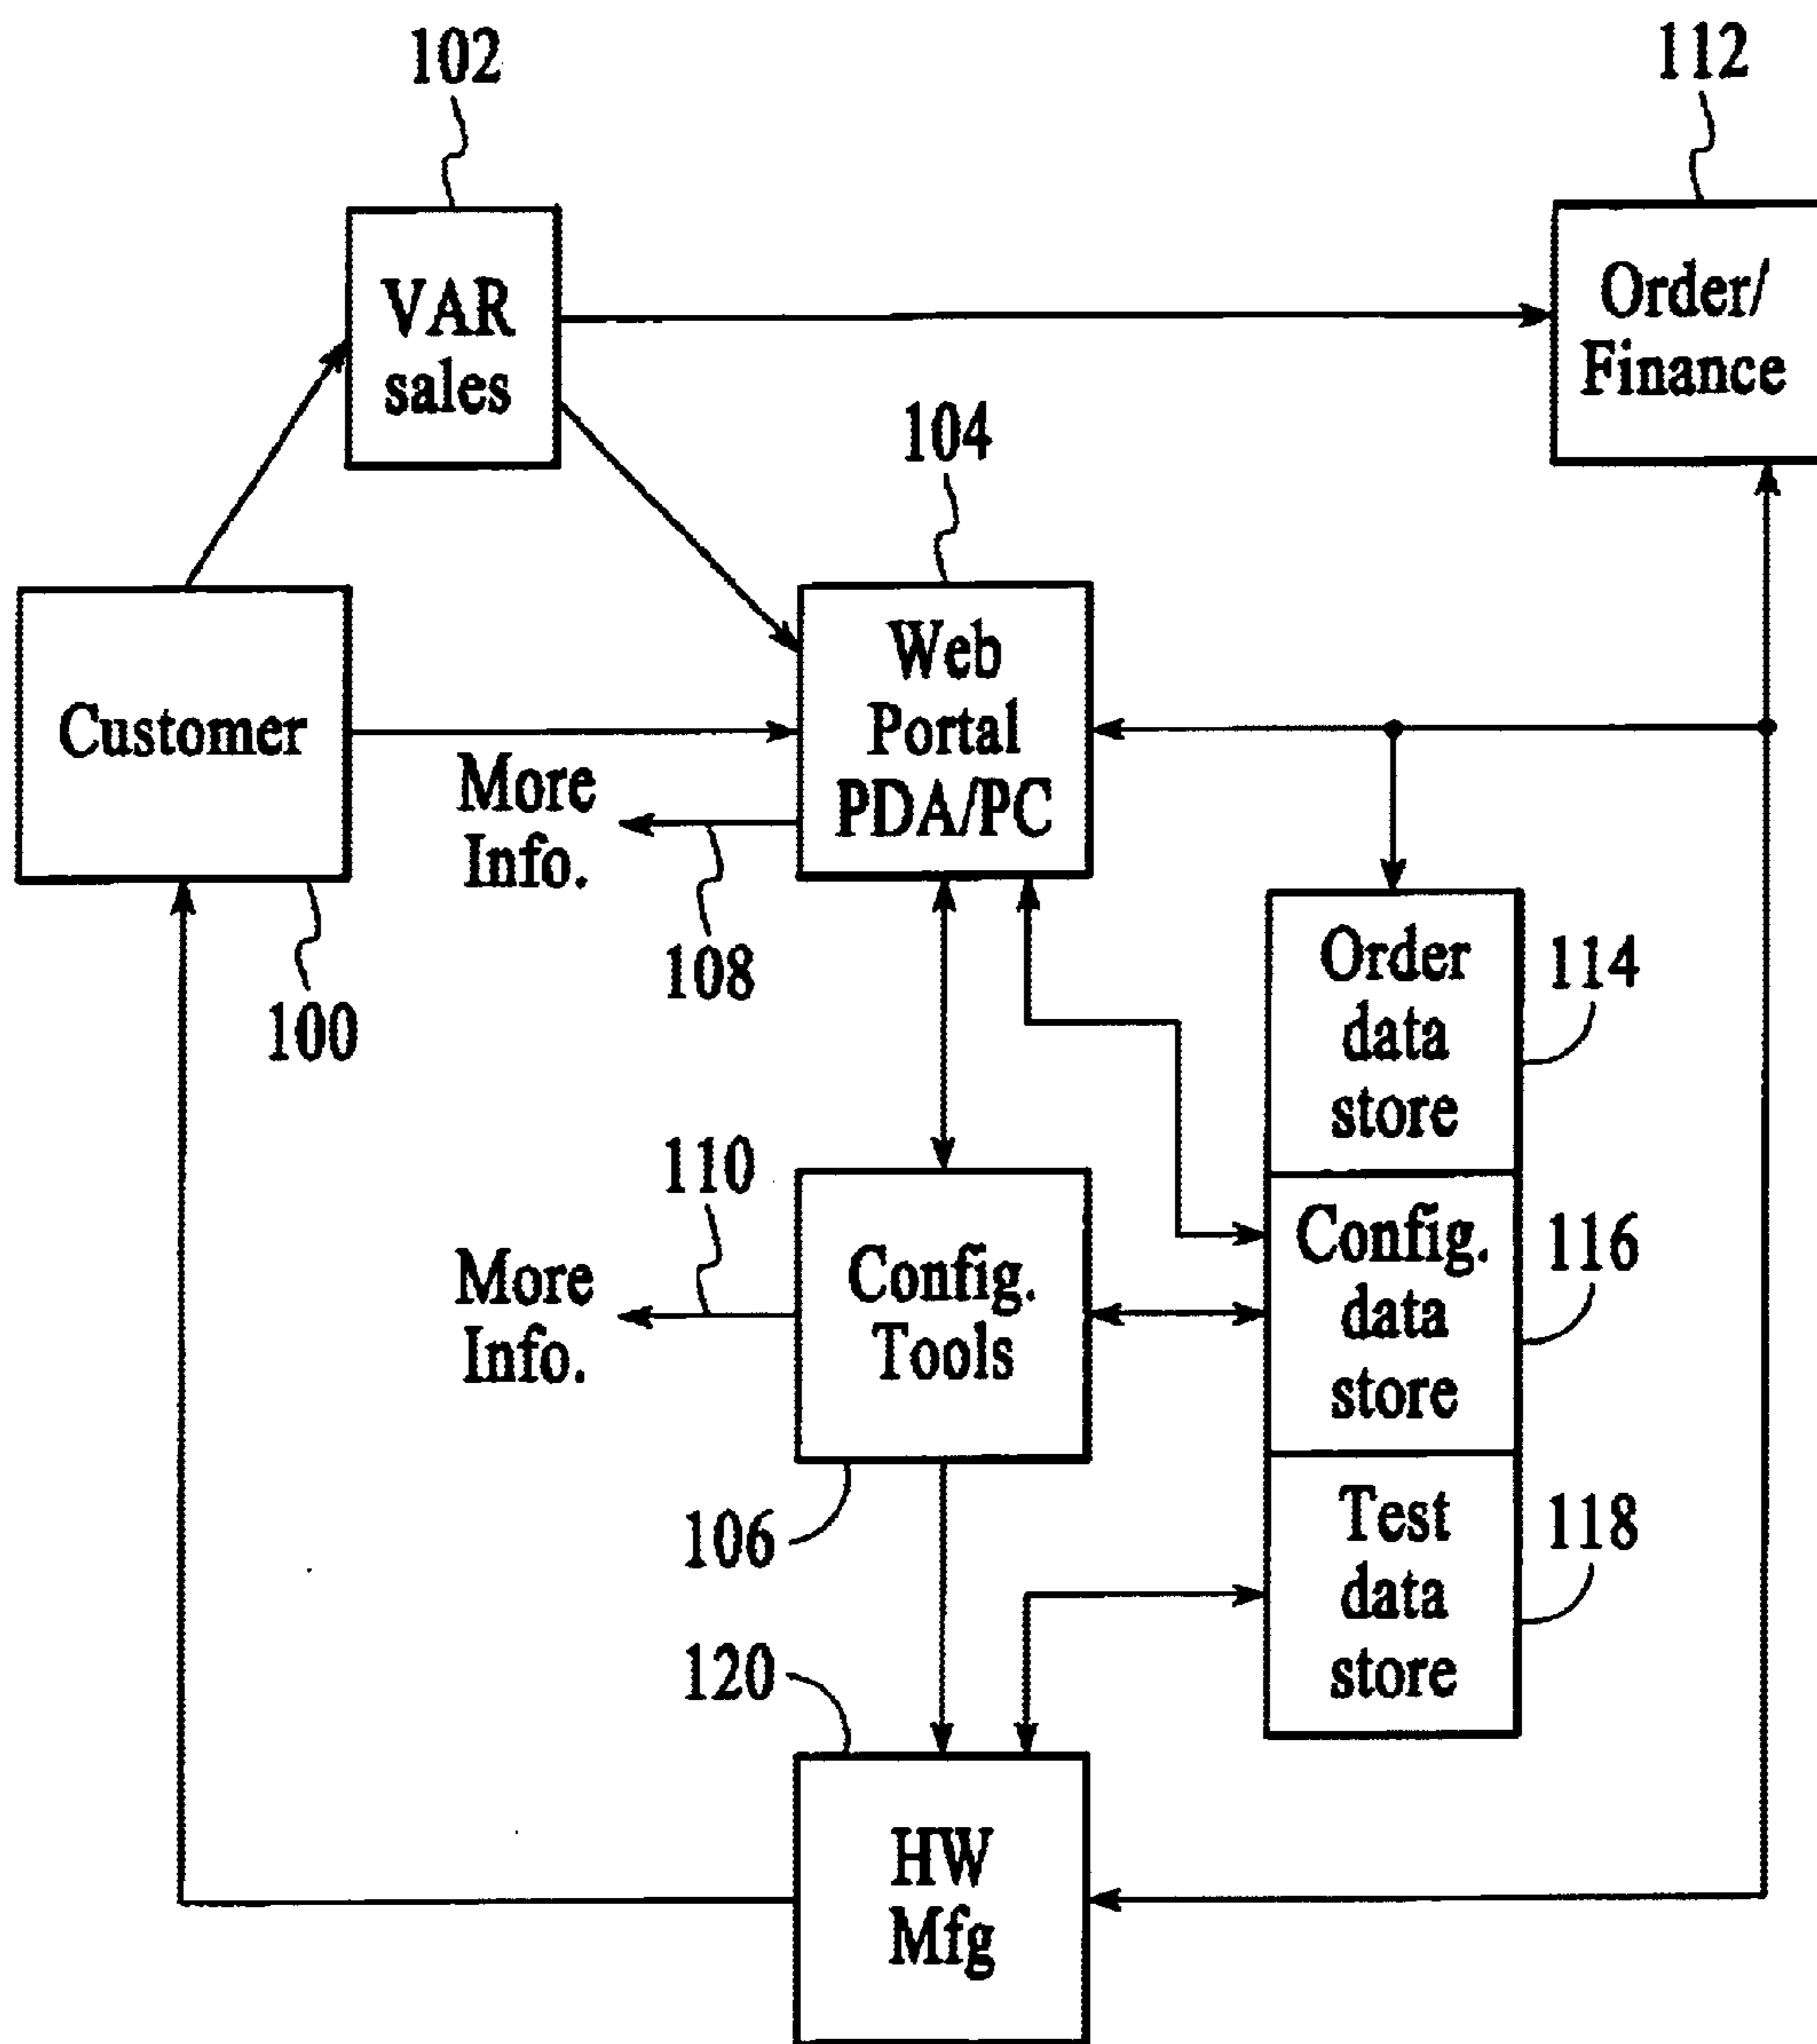 102
112
VAR
sales
Order/
Finance
104
Web
Portal
PDA/PC
Customer
More
Info.
108
100
Order
data
store
114
110
More
Info.
Config.
Tools
Config.
data
store
116
106
Test
data
store
118
120
HW
Mfg